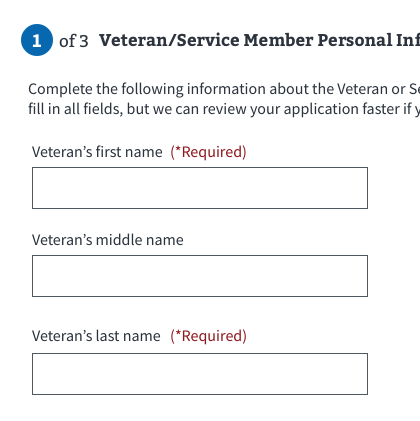 1 of 3 Veteran/Service Member Personal
Complete the following information about the Veteran or
fill in all fields, but we can review your application faster if
Veteran’s first name (*Required)
Veteran’s middle name
Veteran’s last name (*Required)